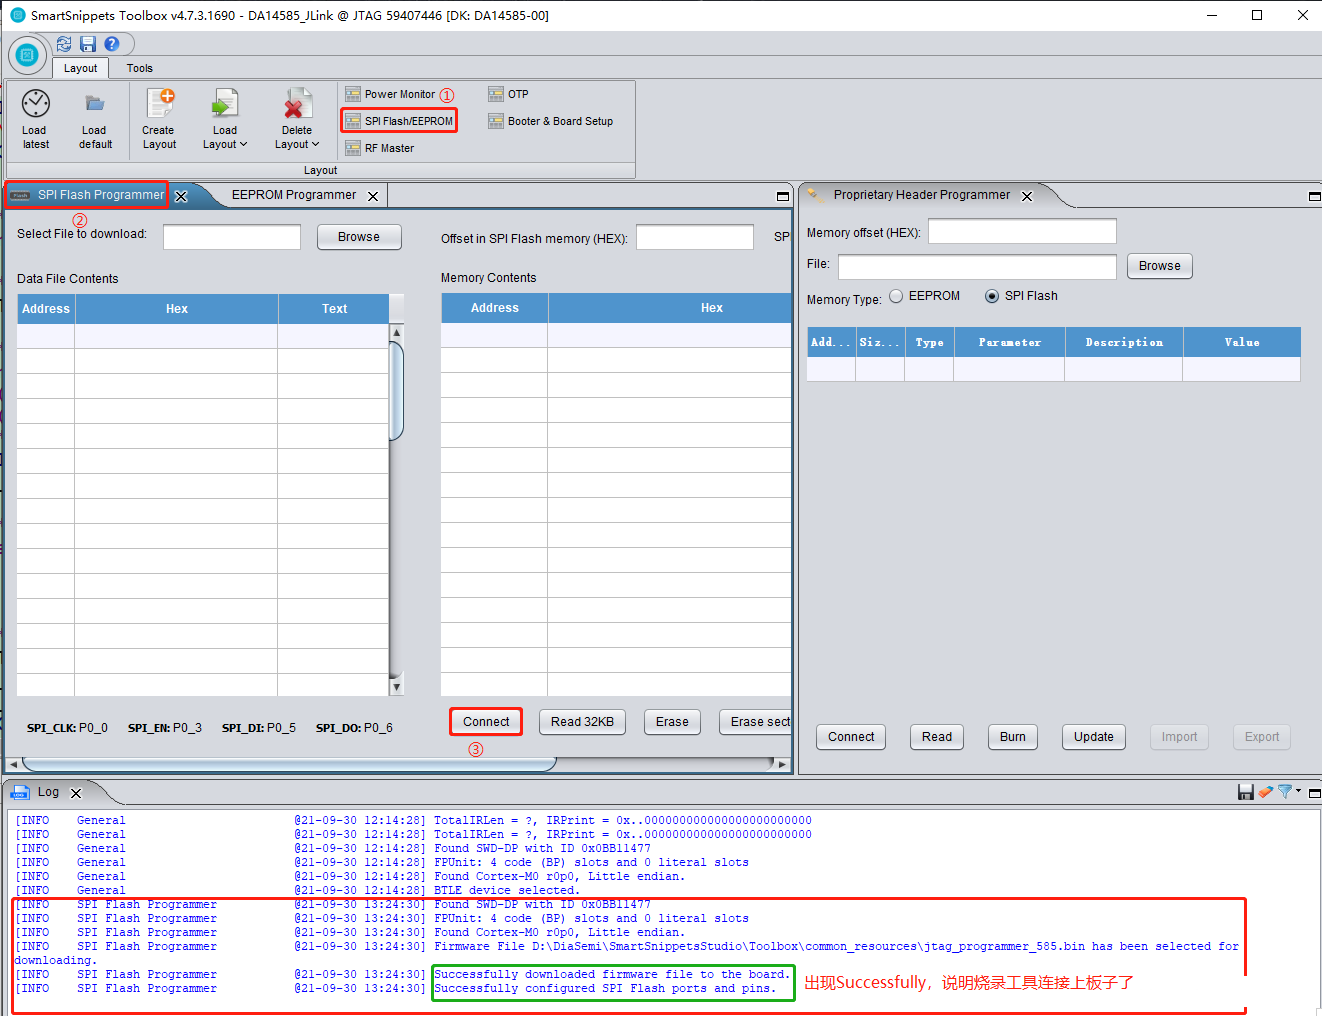 SmartSnippets Toolbox v4.7.3.1690 - DA14585_JLink @ JTAG 59407446 [DK: DA14585-00]
Layout
Tools
Load latest
Load default
Create Layout
Load Layout
Delete Layout
Power Monitor ①
SPI Flash/EEPROM
RF Master
OTP
Booter & Board Setup
Layout
SPI Flash Programmer
EEPROM Programmer
②
Select File to download:
Browse
Offset in SPI Flash memory (HEX):
SPI
Data File Contents
Memory Contents
Address Hex Text
Address Hex
SPI_CLK: P0_0 SPI_EN: P0_3 SPI_DI: P0_5 SPI_DO: P0_6
Connect Read 32KB Erase Erase sect
③
Proprietary Header Programmer
Memory offset (HEX):
File:
Browse
Memory Type: EEPROM SPI Flash
Add... Siz... Type Parameter Description Value
Connect Read Burn Update Import Export
Log
[INFO General @21-09-30 12:14:28] TotalIRLen = ?, IRPrint = 0x..000000000000000000000000
[INFO General @21-09-30 12:14:28] TotalIRLen = ?, IRPrint = 0x..000000000000000000000000
[INFO General @21-09-30 12:14:28] Found SWD-DP with ID 0x0BB11477
[INFO General @21-09-30 12:14:28] FPUnit: 4 code (BP) slots and 0 literal slots
[INFO General @21-09-30 12:14:28] Found Cortex-M0 r0p0, Little endian.
[INFO General @21-09-30 12:14:28] BTLE device selected.
[INFO SPI Flash Programmer @21-09-30 13:24:30] Found SWD-DP with ID 0x0BB11477
[INFO SPI Flash Programmer @21-09-30 13:24:30] FPUnit: 4 code (BP) slots and 0 literal slots
[INFO SPI Flash Programmer @21-09-30 13:24:30] Found Cortex-M0 r0p0, Little endian.
[INFO SPI Flash Programmer @21-09-30 13:24:30] Firmware File D:\DiaSemi\SmartSnippetsStudio\Toolbox\common_resources\jtag_programmer_585.bin has been selected for
downloading.
[INFO SPI Flash Programmer @21-09-30 13:24:30] Successfully downloaded firmware file to the board.
[INFO SPI Flash Programmer @21-09-30 13:24:30] Successfully configured SPI Flash ports and pins.
出现Successfully，说明烧录工具连接上板子了